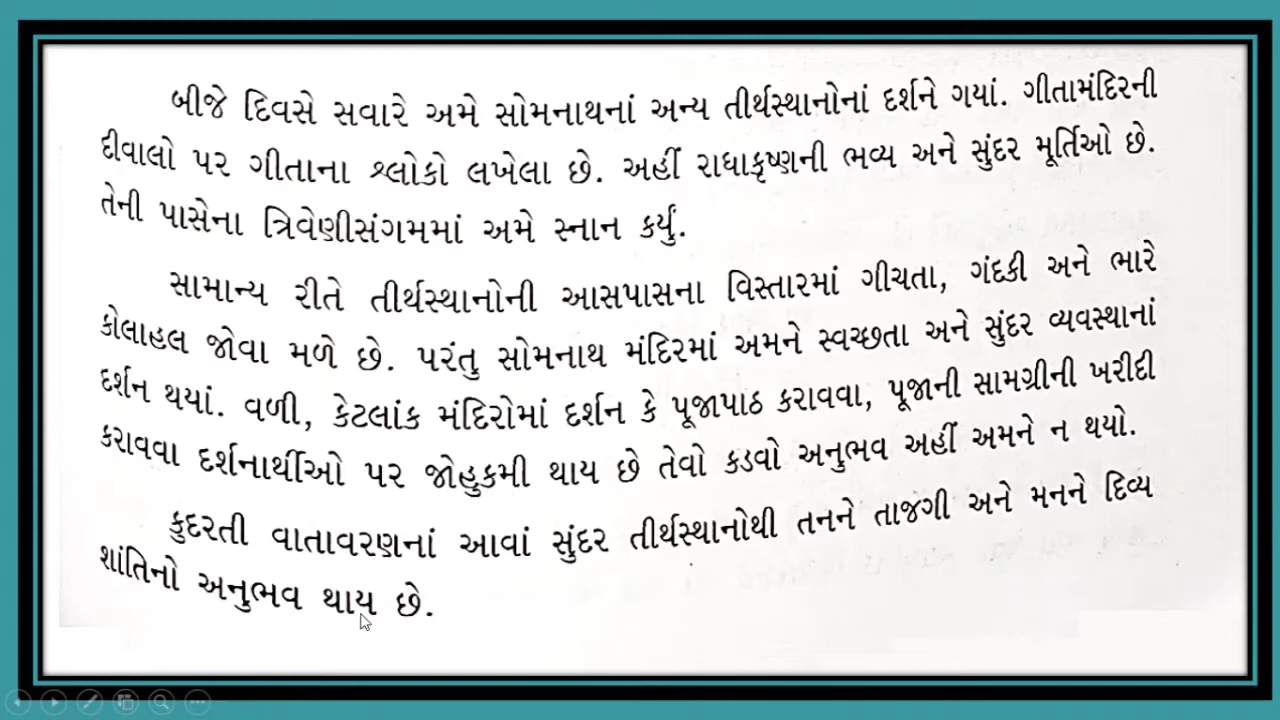 બીજે દિવસે સવારે અમે સોમનાથનાં અન્ય તીર્થસ્થાનોનાં દર્શને ગયાં. ગીતામંદિરની
દીવાલો પર ગીતાના શ્લોકો લખેલા છે. અહીં રાધાકૃષ્ણની ભવ્ય અને સુંદર મૂર્તિઓ છે.
તેની પાસેના ત્રિવેણીસંગમમાં અમે સ્નાન કર્યું.
સામાન્ય રીતે તીર્થસ્થાનોની આસપાસના વિસ્તારમાં ગીચતા, ગંદકી અને ભારે
કોલાહલ જોવા મળે છે. પરંતુ સોમનાથ મંદિરમાં અમને સ્વચ્છતા અને સુંદર વ્યવસ્થાનાં
દર્શન થયાં. વળી, કેટલાંક મંદિરોમાં દર્શન કે પૂજાપાઠ કરાવવા, પૂજાની સામગ્રીની ખરીદી
કરાવવા દર્શનાર્થીઓ પર જોહુકમી થાય છે તેવો કડવો અનુભવ અહીં અમને ન થયો.
કુદરતી વાતાવરણનાં આવાં સુંદર તીર્થસ્થાનોથી તનને તાજગી અને મનને દિવ્ય
શાંતિનો અનુભવ થાય છે.